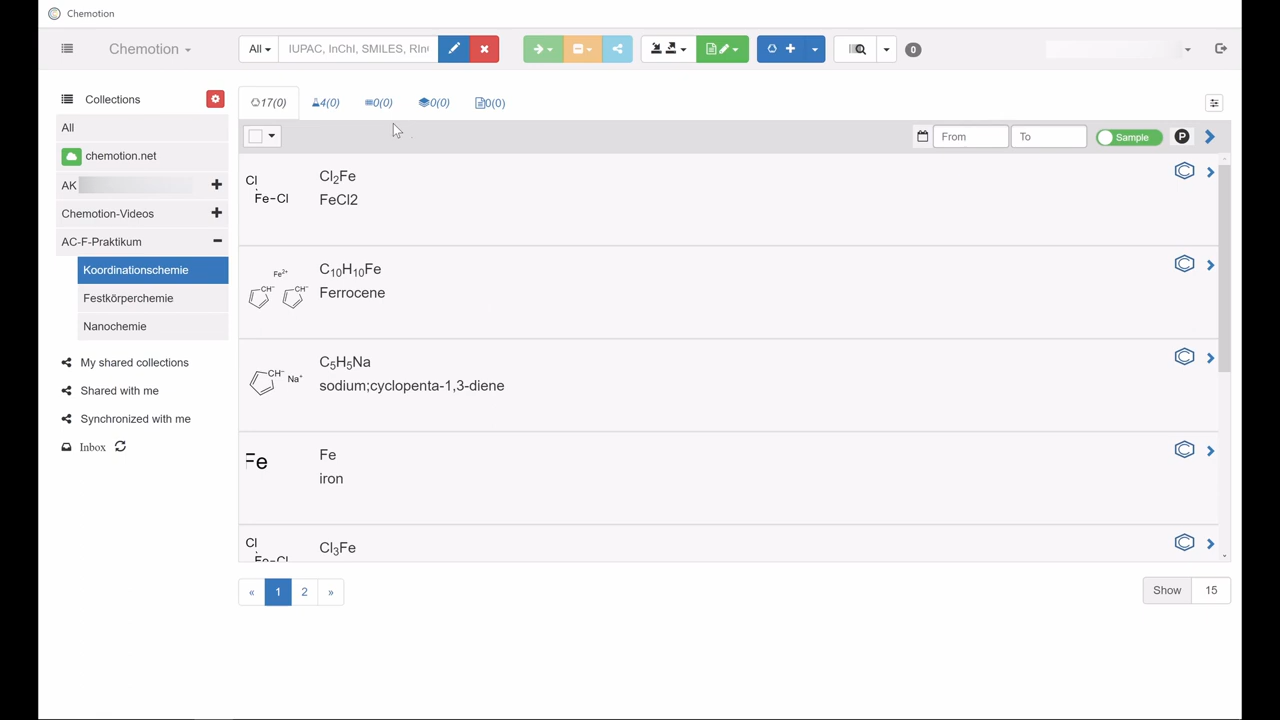 Chemotion
Chemotion
All
IUPAC, InChI, SMILES, RInC
0
Collections
All
chemotion.net
AK
Chemotion-Videos
AC-F-Praktikum
Koordinationschemie
Festkörperchemie
Nanochemie
My shared collections
Shared with me
Synchronized with me
Inbox
17(0) 4(0) 0(0) 0(0) 0(0)
From To Sample P
Cl
Fe-Cl
Cl₂Fe
FeCl2
Fe²⁺
CH⁻ CH⁻
C₁₀H₁₀Fe
Ferrocene
CH⁻ Na⁺
C₅H₅Na
sodium;cyclopenta-1,3-diene
Fe
Fe
iron
Cl
Fe-Cl
Cl₃Fe
« 1 2 »
Show 15